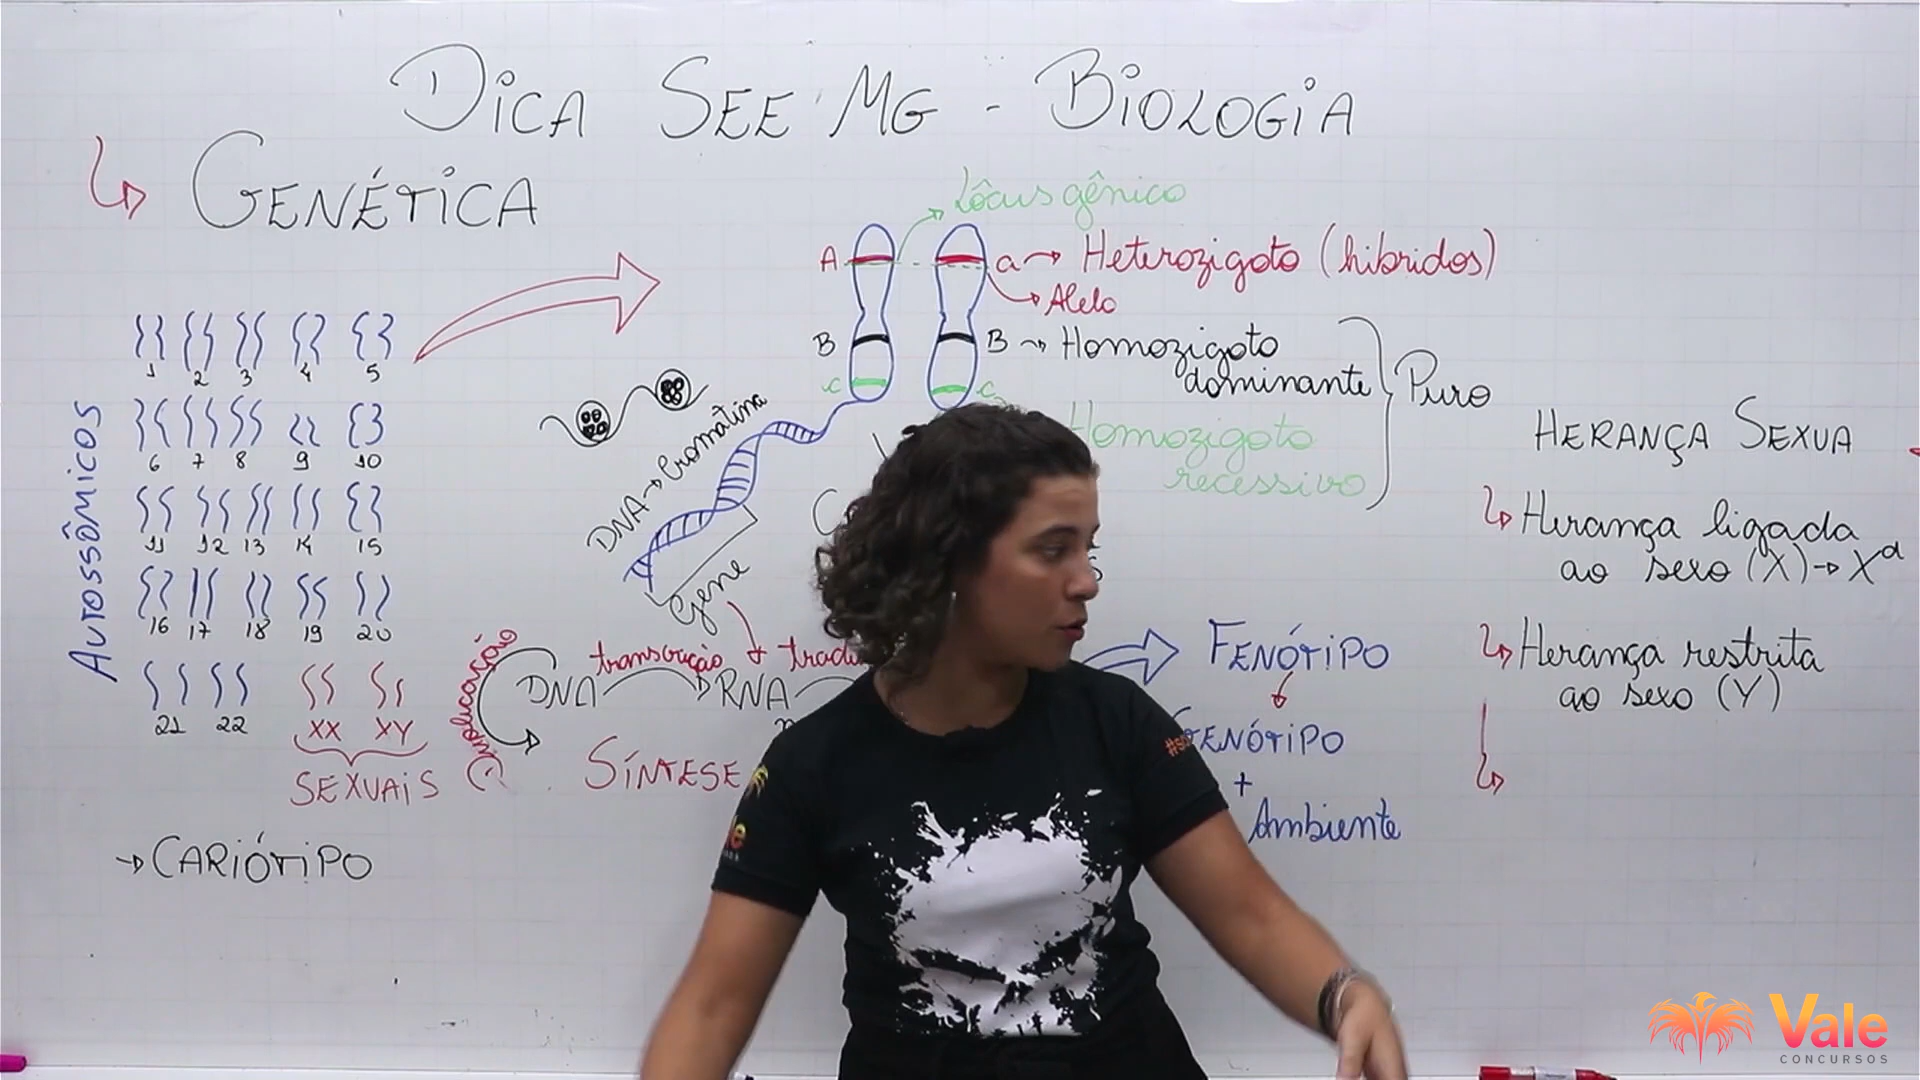 DICA SEE MG - BIOLOGIA
GENÉTICA
Lôcus gênico
A
a → Heterozigoto (hibridos)
Alelo
B
B → Homozigoto
dominante
Puro
c
c
Homozigoto
recessivo
1 2 3 4 5
6 7 8 9 10
11 12 13 14 15
16 17 18 19 20
21 22
XX XY
SEXUAIS
AUTOSSÔMICOS
→ CARIÓTIPO
DNA → Cromatina
Gene
transcrição
DNA
RNA
SÍNTESE
FENÓTIPO
GENÓTIPO
+
Ambiente
HERANÇA SEXUA
Herança ligada
ao sexo (X) → Xᵈ
Herança restrita
ao sexo (Y)
Vale
CONCURSOS